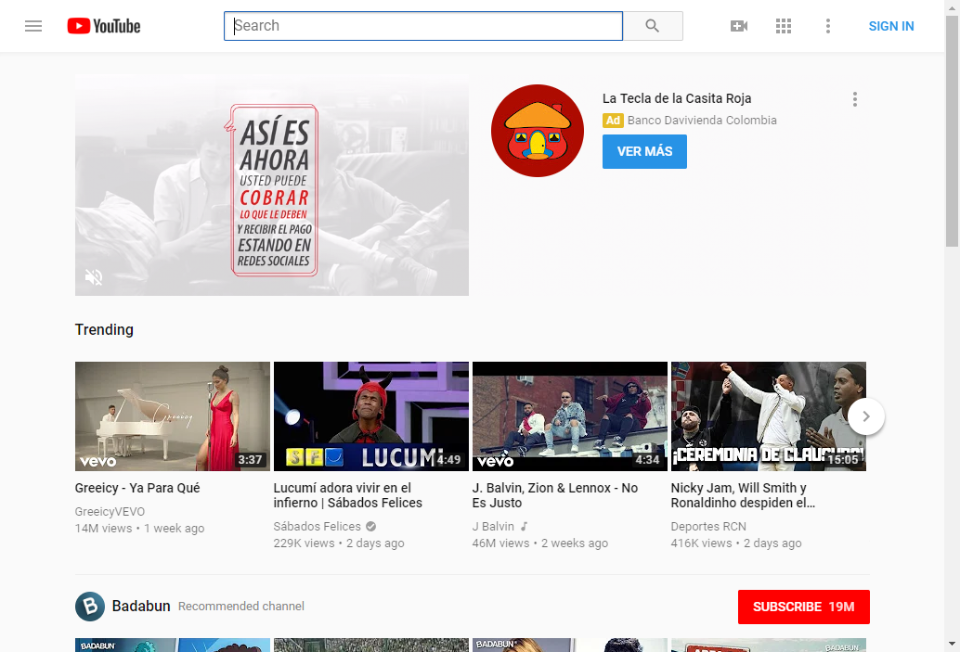 YouTube
Search
SIGN IN
ASÍ ES
AHORA
USTED PUEDE
COBRAR
LO QUE LE DEBEN
Y RECIBIR EL PAGO
ESTANDO EN
REDES SOCIALES
La Tecla de la Casita Roja
Ad Banco Davivienda Colombia
VER MÁS
Trending
Greeicy
vevo
3:37
SF LUCUMÍ
4:49
vevo
4:34
¡CEREMONIA DE CLAUSURA!
15:05
Greeicy - Ya Para Qué
GreeicyVEVO
14M views • 1 week ago
Lucumí adora vivir en el
infierno | Sábados Felices
Sábados Felices
229K views • 2 days ago
J. Balvin, Zion & Lennox - No
Es Justo
J Balvin
46M views • 2 weeks ago
Nicky Jam, Will Smith y
Ronaldinho despiden el...
Deportes RCN
416K views • 2 days ago
B
Badabun Recommended channel
SUBSCRIBE 19M
BADABUN
BADABUN
BADABUN